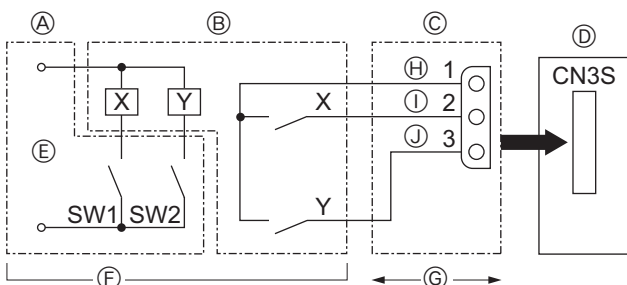 Ⓐ Ⓑ Ⓒ Ⓓ
CN3S
Ⓗ 1
X Y X Ⓘ 2
Ⓔ Ⓙ 3
SW1 SW2 Y
Ⓕ Ⓖ